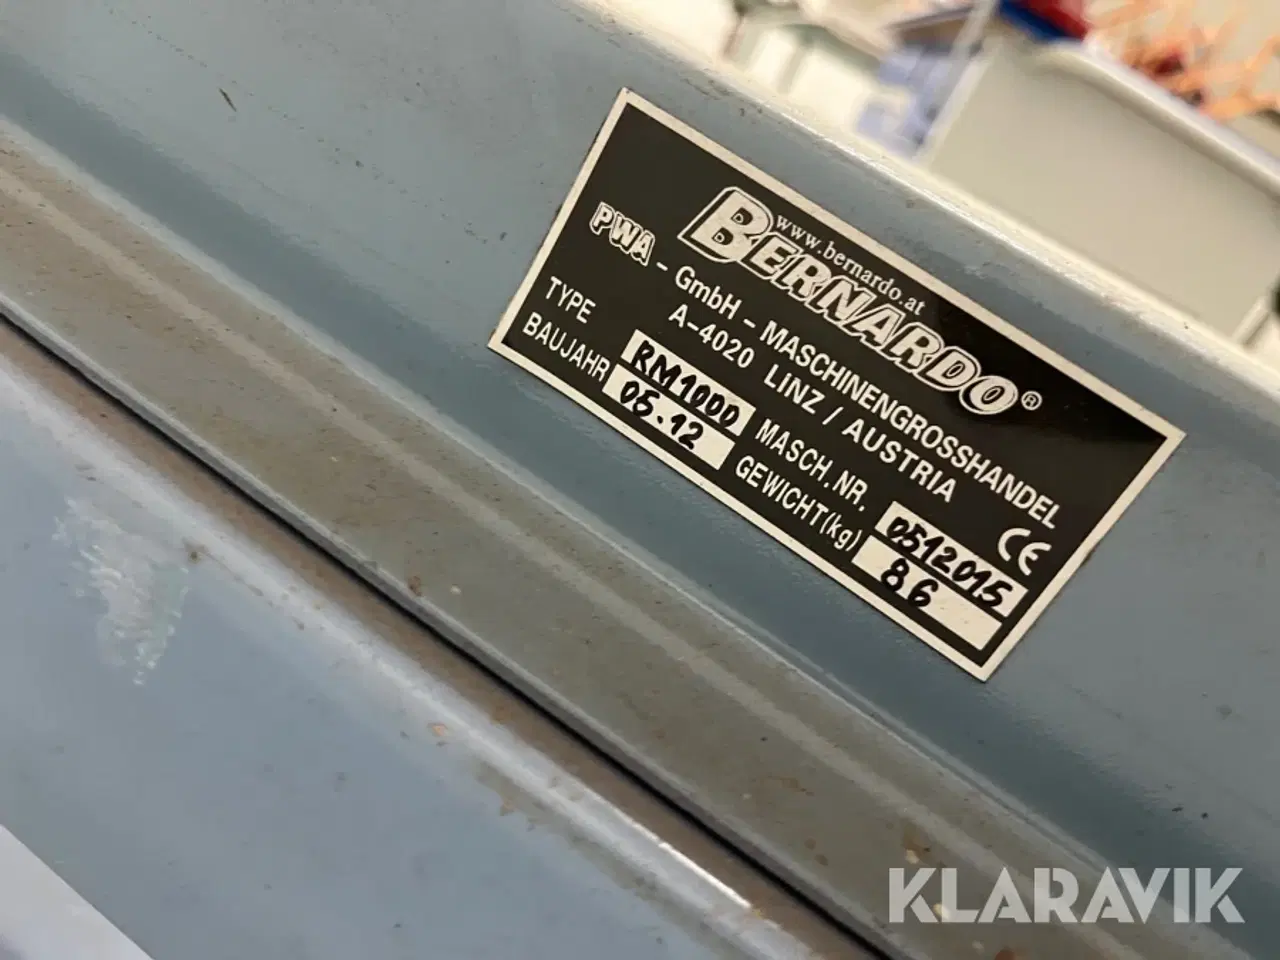 www.bernardo.at
BERNARDO®
PWA - GmbH - MASCHINENGROSSHANDEL
A-4020 LINZ / AUSTRIA
CE
TYPE RM1000 MASCH.NR. 0512015
BAUJAHR 05.12 GEWICHT(kg) 86
KLARAVIK